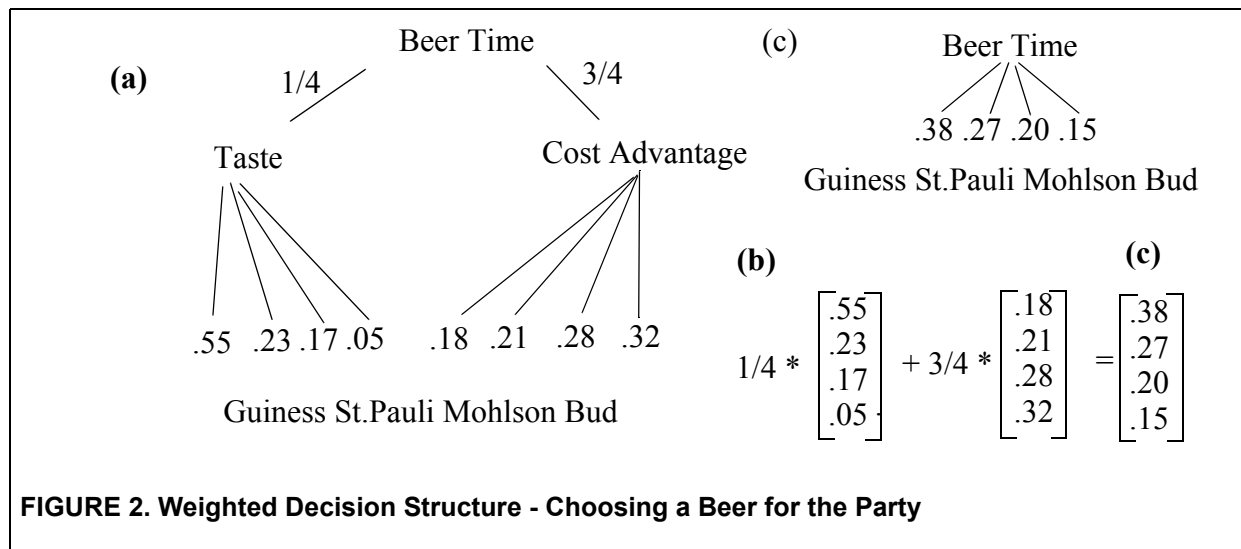 Beer Time
(a)
1/4
3/4
Taste
Cost Advantage
.55 .23 .17 .05 .18 .21 .28 .32
Guiness St.Pauli Mohlson Bud
(c)
Beer Time
.38 .27 .20 .15
Guiness St.Pauli Mohlson Bud
(b)
(c)
.55 .18 .38
.23 .21 .27
1/4 * + 3/4 * =
.17 .28 .20
.05 .32 .15
FIGURE 2. Weighted Decision Structure - Choosing a Beer for the Party